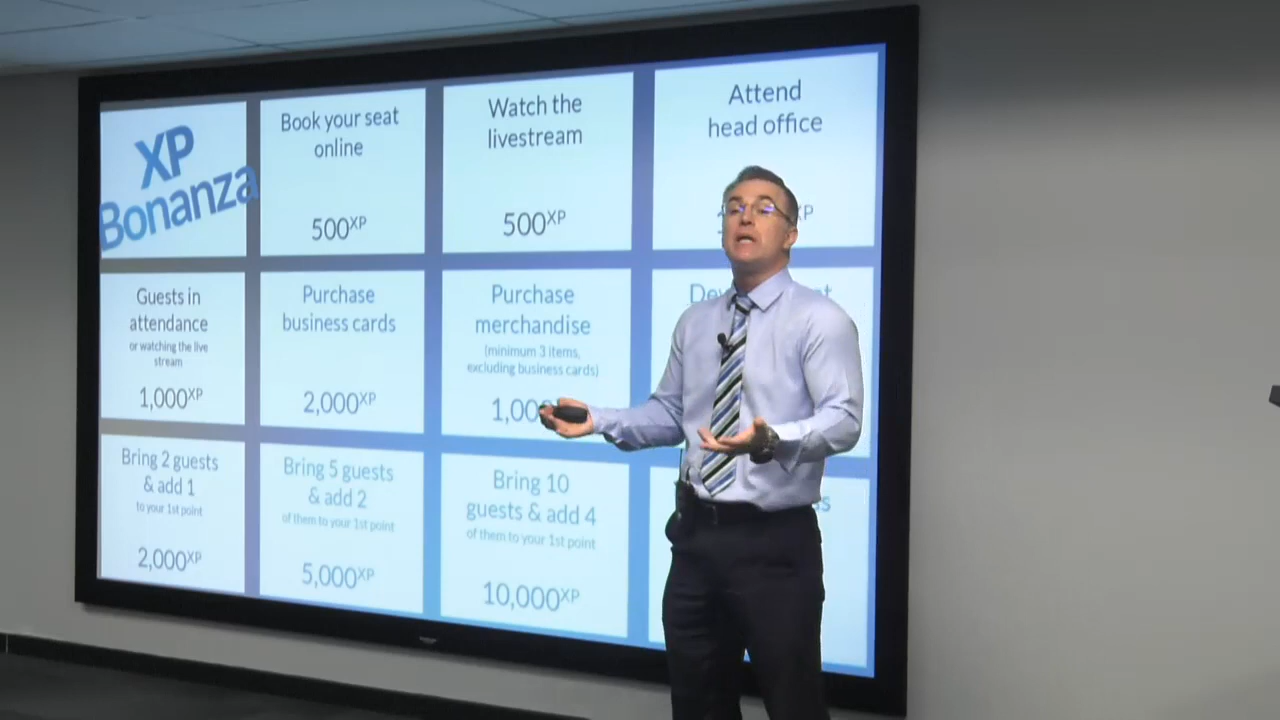 XP
Bonanza
Book your seat
online
500XP
Watch the
livestream
500XP
Attend
head office
XP
Guests in
attendance
or watching the live
stream
1,000XP
Purchase
business cards
2,000XP
Purchase
merchandise
(minimum 3 items,
excluding business cards)
1,00
Bring 2 guests
& add 1
to your 1st point
2,000XP
Bring 5 guests
& add 2
of them to your 1st point
5,000XP
Bring 10
guests & add 4
of them to your 1st point
10,000XP